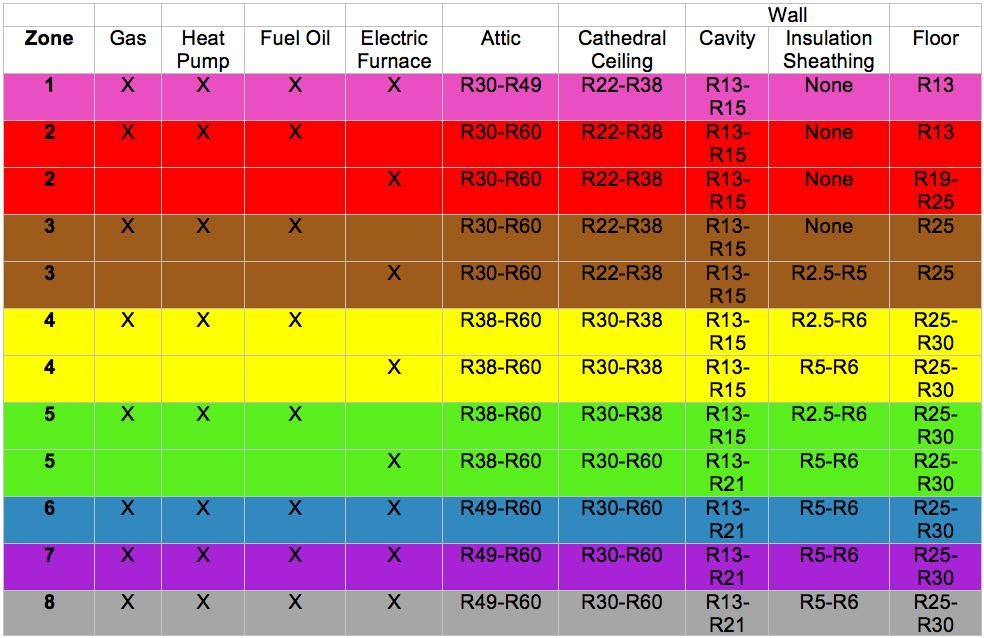 Wall
Zone Gas Heat Pump Fuel Oil Electric Furnace Attic Cathedral Ceiling Cavity Insulation Sheathing Floor
1 X X X X R30-R49 R22-R38 R13-R15 None R13
2 X X X R30-R60 R22-R38 R13-R15 None R13
2 X R30-R60 R22-R38 R13-R15 None R19-R25
3 X X X R30-R60 R22-R38 R13-R15 None R25
3 X R30-R60 R22-R38 R13-R15 R2.5-R5 R25
4 X X X R38-R60 R30-R38 R13-R15 R2.5-R6 R25-R30
4 X R38-R60 R30-R38 R13-R15 R5-R6 R25-R30
5 X X X R38-R60 R30-R38 R13-R15 R2.5-R6 R25-R30
5 X R38-R60 R30-R60 R13-R21 R5-R6 R25-R30
6 X X X X R49-R60 R30-R60 R13-R21 R5-R6 R25-R30
7 X X X X R49-R60 R30-R60 R13-R21 R5-R6 R25-R30
8 X X X X R49-R60 R30-R60 R13-R21 R5-R6 R25-R30